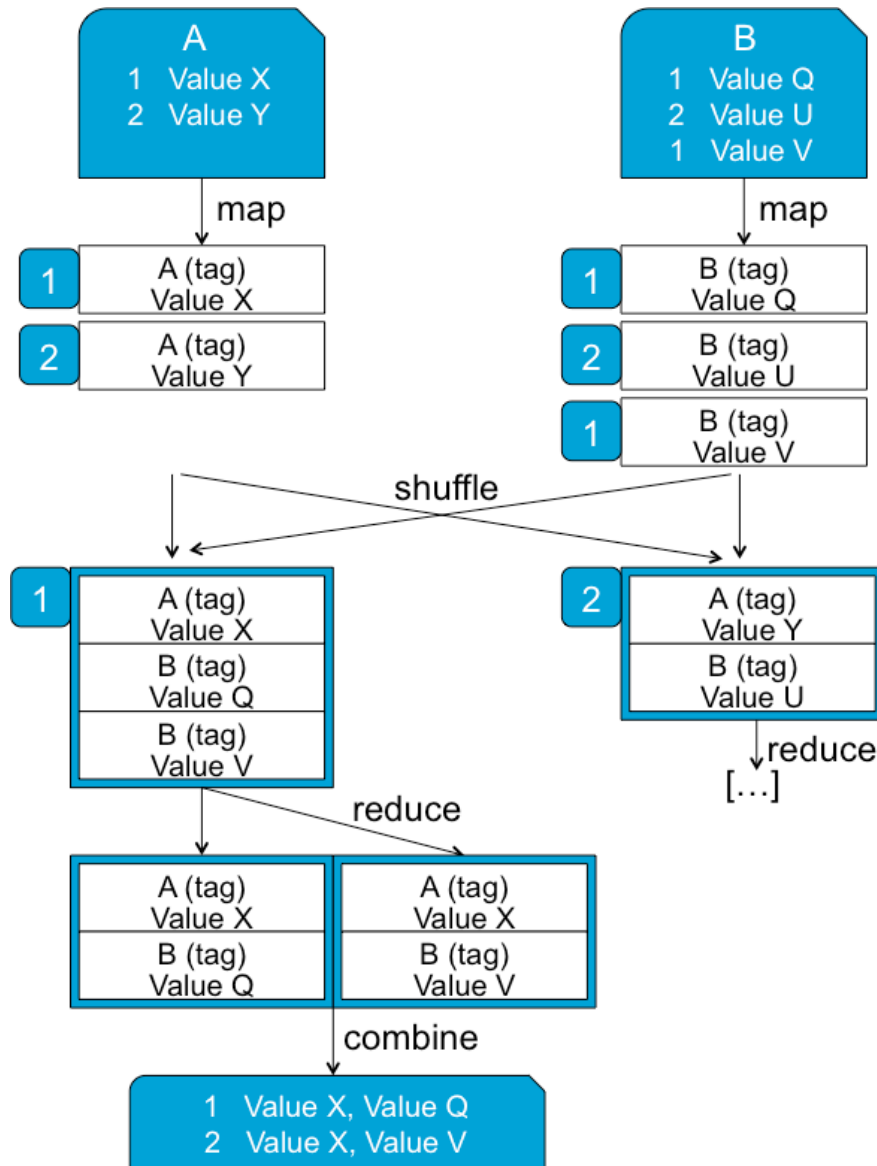 A
1 Value X
2 Value Y
B
1 Value Q
2 Value U
1 Value V
map
map
1
A (tag)
Value X
2
A (tag)
Value Y
1
B (tag)
Value Q
2
B (tag)
Value U
1
B (tag)
Value V
shuffle
1
A (tag)
Value X
B (tag)
Value Q
B (tag)
Value V
2
A (tag)
Value Y
B (tag)
Value U
reduce
[...]
reduce
A (tag)
Value X
B (tag)
Value Q
A (tag)
Value X
B (tag)
Value V
combine
1 Value X, Value Q
2 Value X, Value V